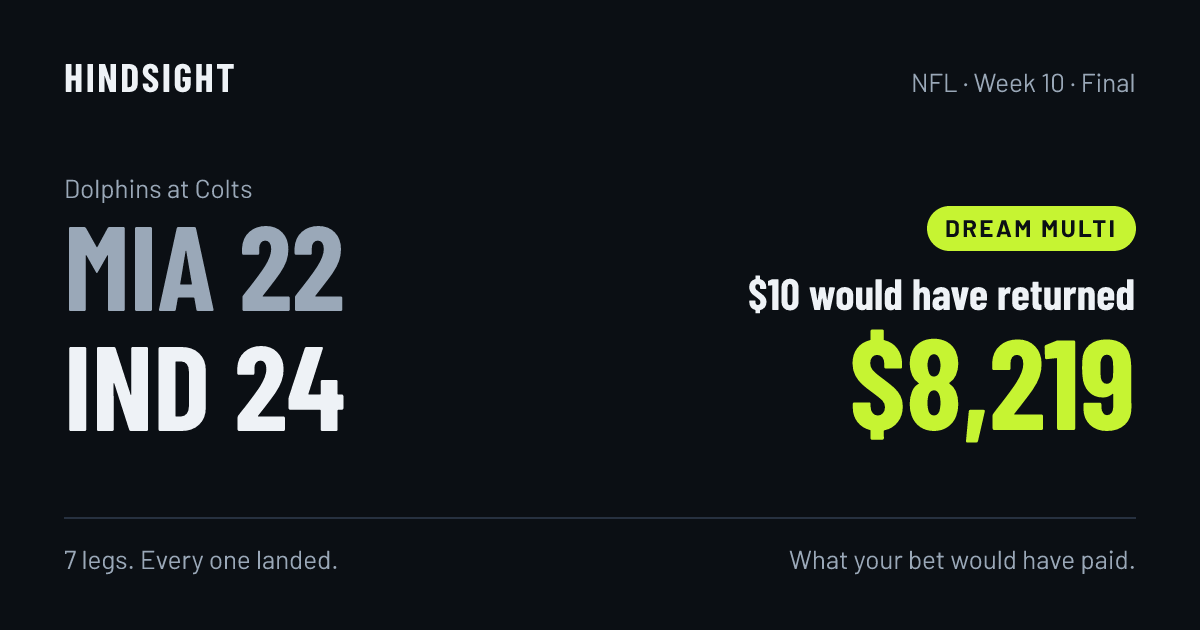 HINDSIGHT
NFL · Week 10 · Final
Dolphins at Colts
MIA 22
IND 24
DREAM MULTI
$10 would have returned
$8,219
7 legs. Every one landed.
What your bet would have paid.